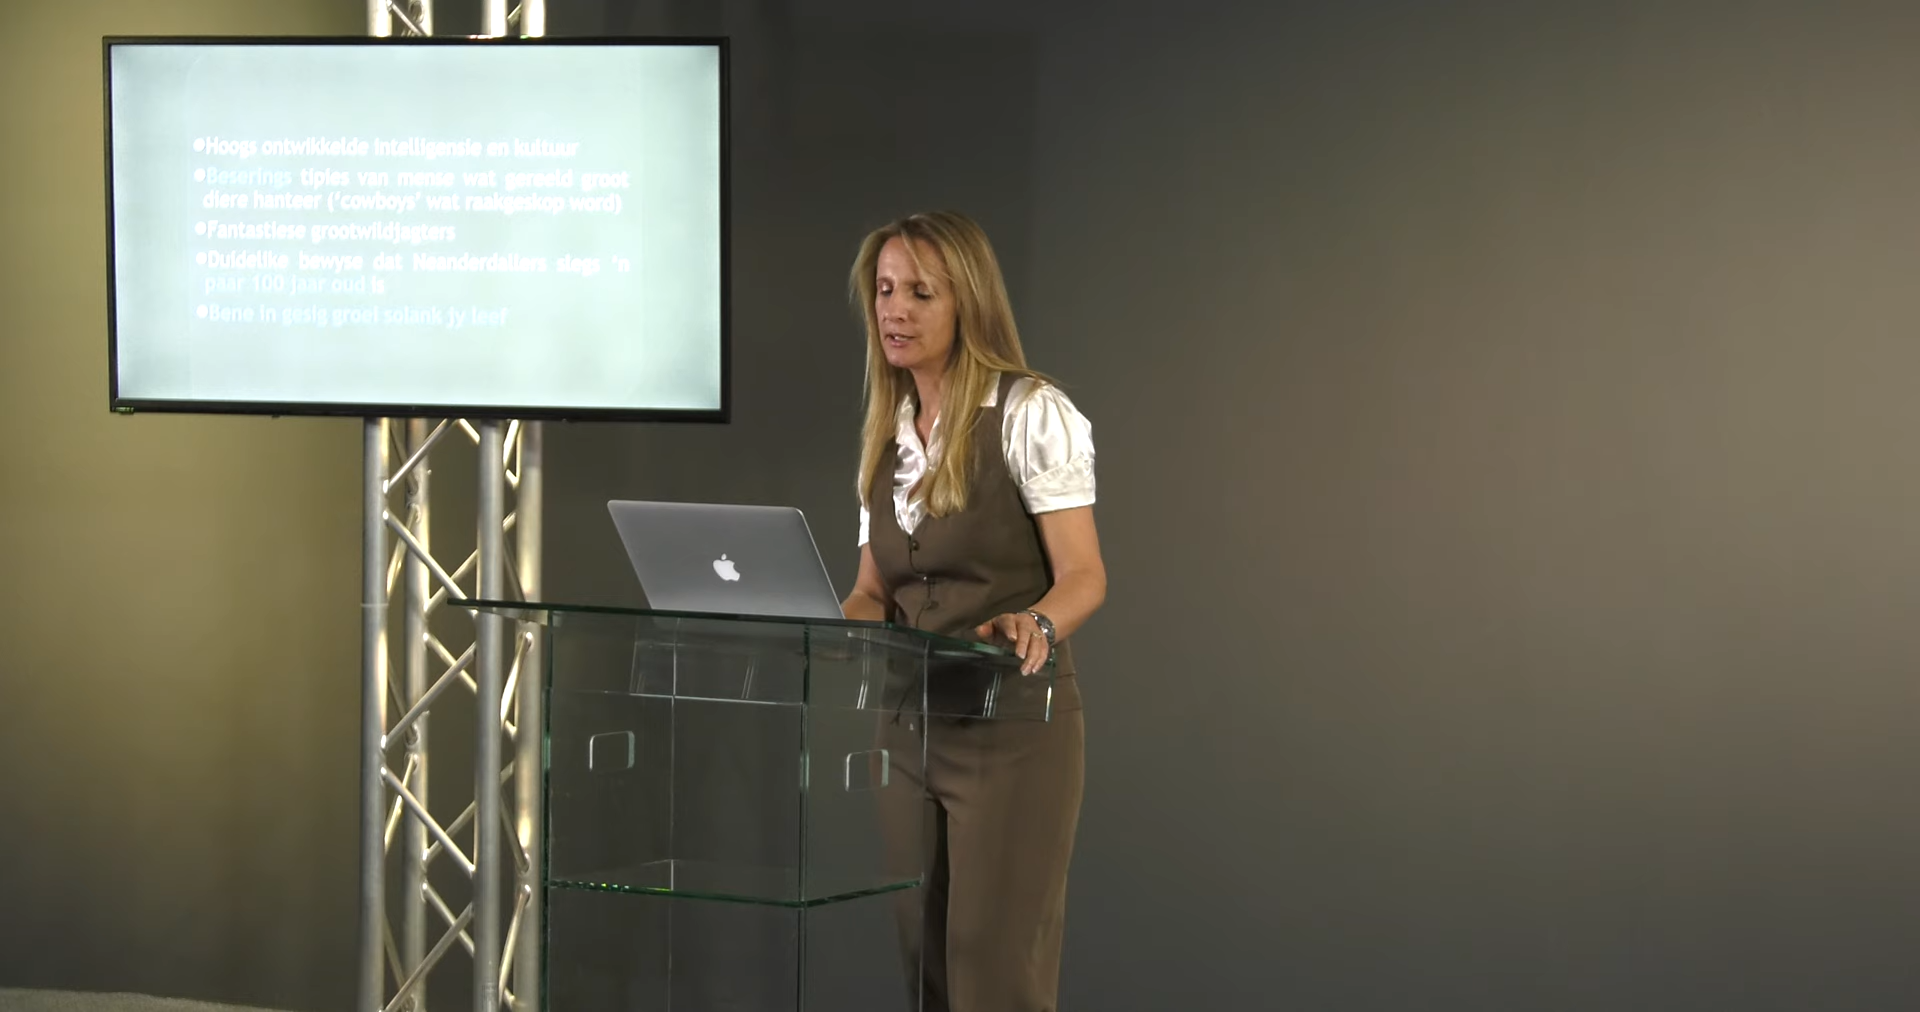 •Hoogs ontwikkelde intelligensie en kultuur
•Beserings tipies van mense wat gereeld groot
diere hanteer ('cowboys' wat raakgeskop word)
•Fantastiese grootwildjagters
•Duidelike bewyse dat Neanderdallers slegs 'n
paar 100 jaar oud is
•Bene in gesig groei solank jy leef